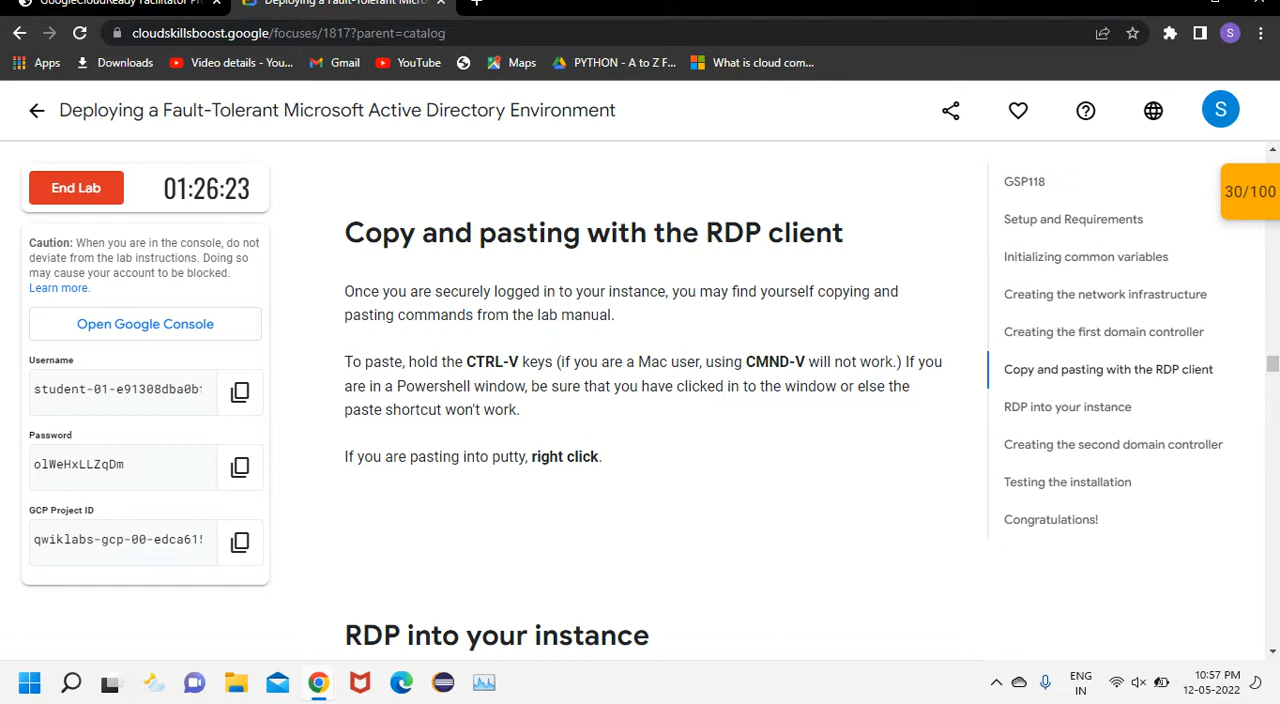 GoogleCloudReady Facilitator Pr
Deploying a Fault-Tolerant Micro
cloudskillsboost.google/focuses/1817?parent=catalog
S
Apps
Downloads
Video details - You...
Gmail
YouTube
Maps
PYTHON - A to Z F...
What is cloud com...
Deploying a Fault-Tolerant Microsoft Active Directory Environment
S
End Lab
01:26:23
Caution: When you are in the console, do not
deviate from the lab instructions. Doing so
may cause your account to be blocked.
Learn more.
Open Google Console
Username
student-01-e91308dba0b
Password
olWeHxLLZqDm
GCP Project ID
qwiklabs-gcp-00-edca615
Copy and pasting with the RDP client
Once you are securely logged in to your instance, you may find yourself copying and
pasting commands from the lab manual.
To paste, hold the CTRL-V keys (if you are a Mac user, using CMND-V will not work.) If you
are in a Powershell window, be sure that you have clicked in to the window or else the
paste shortcut won't work.
If you are pasting into putty, right click.
RDP into your instance
GSP118
Setup and Requirements
Initializing common variables
Creating the network infrastructure
Creating the first domain controller
Copy and pasting with the RDP client
RDP into your instance
Creating the second domain controller
Testing the installation
Congratulations!
30/100
ENG
IN
10:57 PM
12-05-2022